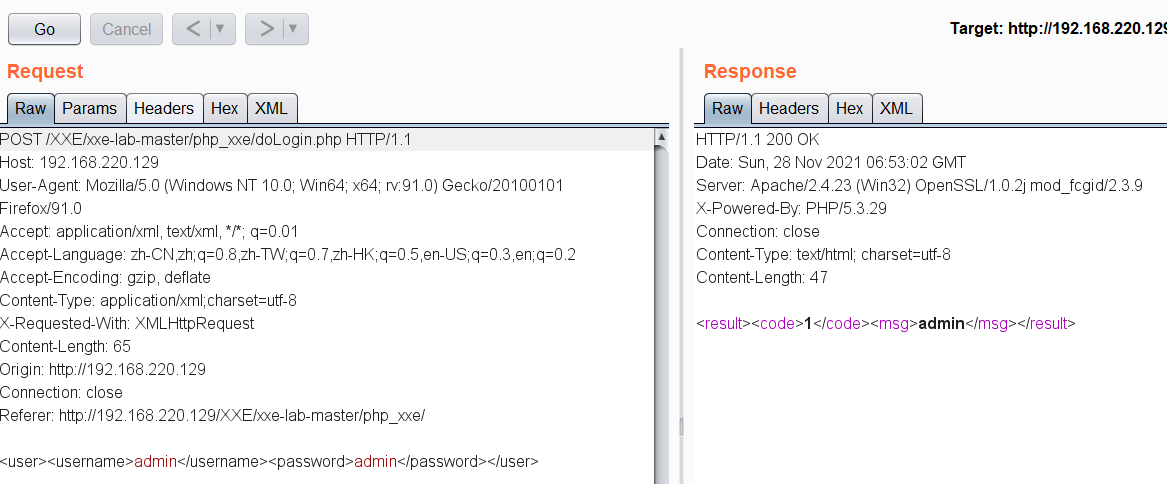 Go
Cancel
<
>
Target: http://192.168.220.129
Request
Raw Params Headers Hex XML
POST /XXE/xxe-lab-master/php_xxe/doLogin.php HTTP/1.1
Host: 192.168.220.129
User-Agent: Mozilla/5.0 (Windows NT 10.0; Win64; x64; rv:91.0) Gecko/20100101
Firefox/91.0
Accept: application/xml, text/xml, */*; q=0.01
Accept-Language: zh-CN,zh;q=0.8,zh-TW;q=0.7,zh-HK;q=0.5,en-US;q=0.3,en;q=0.2
Accept-Encoding: gzip, deflate
Content-Type: application/xml;charset=utf-8
X-Requested-With: XMLHttpRequest
Content-Length: 65
Origin: http://192.168.220.129
Connection: close
Referer: http://192.168.220.129/XXE/xxe-lab-master/php_xxe/
<user><username>admin</username><password>admin</password></user>
Response
Raw Headers Hex XML
HTTP/1.1 200 OK
Date: Sun, 28 Nov 2021 06:53:02 GMT
Server: Apache/2.4.23 (Win32) OpenSSL/1.0.2j mod_fcgid/2.3.9
X-Powered-By: PHP/5.3.29
Connection: close
Content-Type: text/html; charset=utf-8
Content-Length: 47
<result><code>1</code><msg>admin</msg></result>